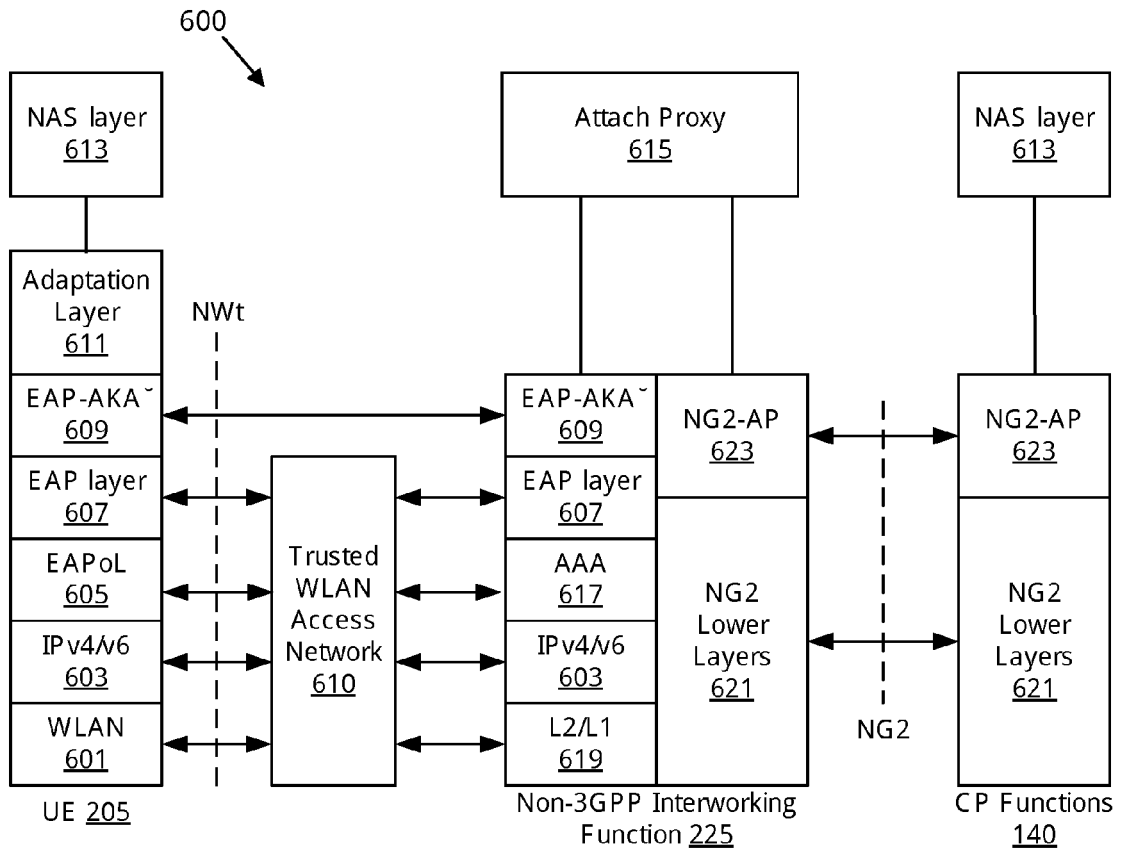 600
NAS layer
613
Attach Proxy
615
NAS layer
613
Adaptation
Layer
611
NWt
EAP-AKA˘
609
EAP-AKA˘
609
NG2-AP
623
NG2-AP
623
EAP layer
607
EAP layer
607
Trusted
WLAN
Access
Network
610
EAPoL
605
AAA
617
NG2
Lower
Layers
621
NG2
Lower
Layers
621
IPv4/v6
603
IPv4/v6
603
NG2
WLAN
601
L2/L1
619
UE 205
Non-3GPP Interworking
Function 225
CP Functions
140